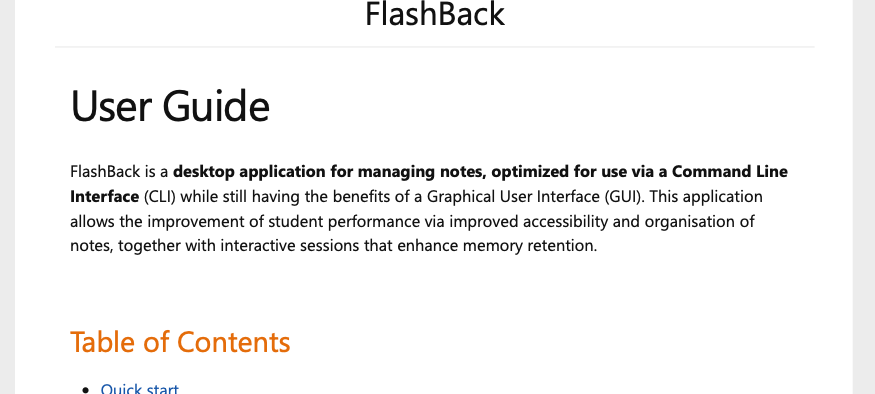 FlashBack
User Guide
FlashBack is a desktop application for managing notes, optimized for use via a Command Line
Interface (CLI) while still having the benefits of a Graphical User Interface (GUI). This application
allows the improvement of student performance via improved accessibility and organisation of
notes, together with interactive sessions that enhance memory retention.
Table of Contents
• Quick start